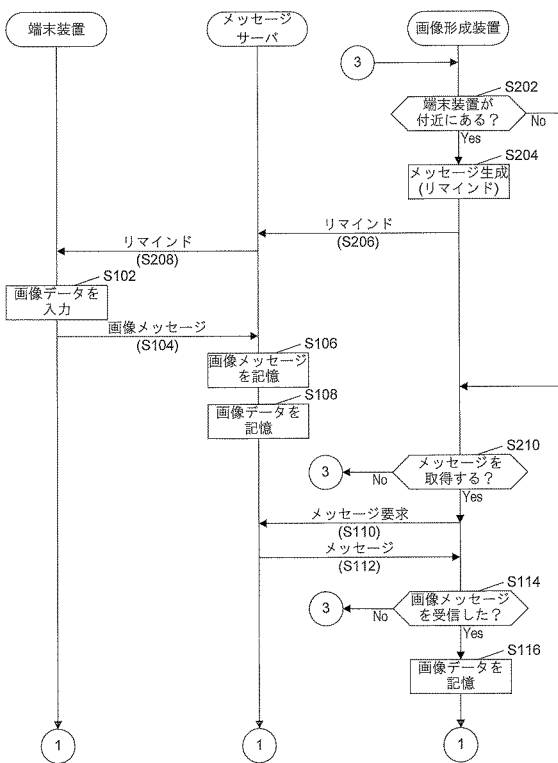 端末装置
メッセージ
サーバ
画像形成装置
3
S202
端末装置が
付近にある?
No
Yes
S204
メッセージ生成
(リマインド)
リマインド
(S206)
リマインド
(S208)
S102
画像データを
入力
画像メッセージ
(S104)
S106
画像メッセージ
を記憶
S108
画像データを
記憶
S210
メッセージを
取得する?
3
No
Yes
メッセージ要求
(S110)
メッセージ
(S112)
S114
画像メッセージ
を受信した?
3
No
Yes
S116
画像データを
記憶
1
1
1